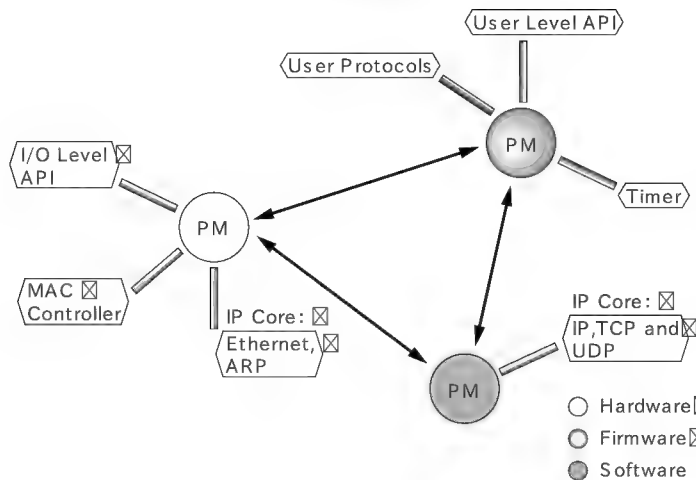 User Level API
User Protocols
PM
I/O Level
API
Timer
PM
MAC
Controller
IP Core:
Ethernet,
ARP
IP Core:
IP,TCP and
UDP
PM
Hardware
Firmware
Software